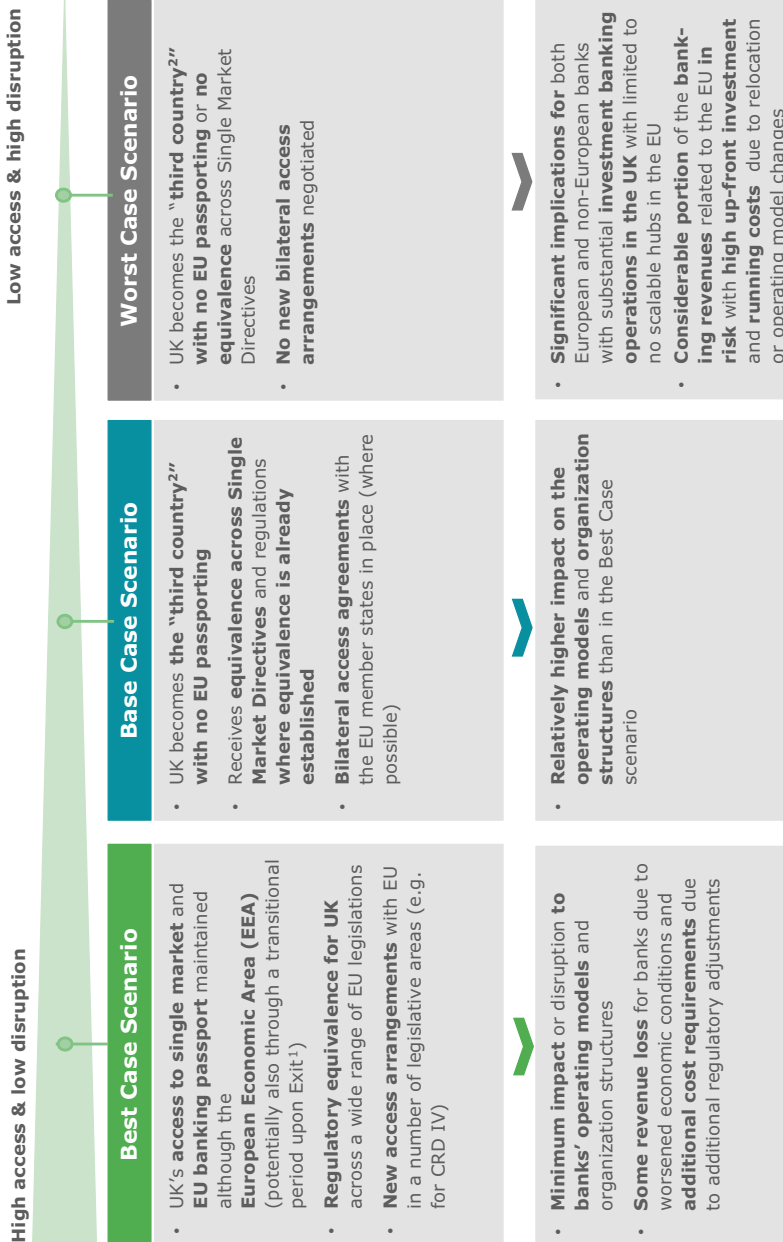 High access & low disruption
Low access & high disruption
Best Case Scenario
• UK’s access to single market and
EU banking passport maintained
although the
European Economic Area (EEA)
(potentially also through a transitional
period upon Exit¹)
• Regulatory equivalence for UK
across a wide range of EU legislations
• New access arrangements with EU
in a number of legislative areas (e.g.
for CRD IV)
• Minimum impact or disruption to
banks’ operating models and
organization structures
• Some revenue loss for banks due to
worsened economic conditions and
additional cost requirements due
to additional regulatory adjustments
Base Case Scenario
• UK becomes the “third country²”
with no EU passporting
• Receives equivalence across Single
Market Directives and regulations
where equivalence is already
established
• Bilateral access agreements with
the EU member states in place (where
possible)
• Relatively higher impact on the
operating models and organization
structures than in the Best Case
scenario
Worst Case Scenario
• UK becomes the “third country²”
with no EU passporting or no
equivalence across Single Market
Directives
• No new bilateral access
arrangements negotiated
• Significant implications for both
European and non-European banks
with substantial investment banking
operations in the UK with limited to
no scalable hubs in the EU
• Considerable portion of the bank-
ing revenues related to the EU in
risk with high up-front investment
and running costs due to relocation
or operating model changes